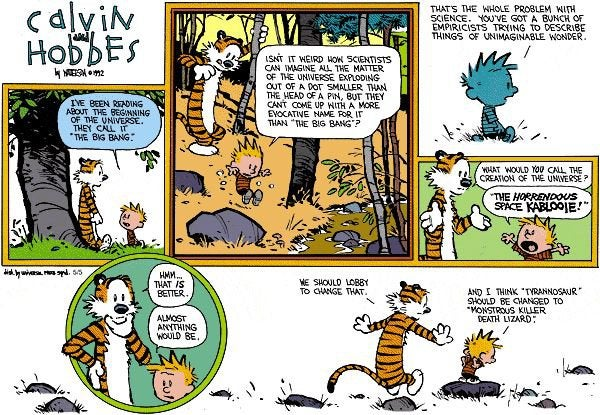 calvin
and
HobbEs
by WATTERSON © 1992
I'VE BEEN READING
ABOUT THE BEGINNING
OF THE UNIVERSE.
THEY CALL IT
"THE BIG BANG."
ISN'T IT WEIRD HOW SCIENTISTS
CAN IMAGINE ALL THE MATTER
OF THE UNIVERSE EXPLODING
OUT OF A DOT SMALLER THAN
THE HEAD OF A PIN, BUT THEY
CAN'T COME UP WITH A MORE
EVOCATIVE NAME FOR IT
THAN "THE BIG BANG"?
THAT'S THE WHOLE PROBLEM WITH
SCIENCE. YOU'VE GOT A BUNCH OF
EMPIRICISTS TRYING TO DESCRIBE
THINGS OF UNIMAGINABLE WONDER.
WHAT WOULD YOU CALL THE
CREATION OF THE UNIVERSE?
"THE HORRENDOUS
SPACE KABLOOIE!"
dist. by universal press synd. 5/5
HMM...
THAT IS
BETTER.
ALMOST
ANYTHING
WOULD BE.
WE SHOULD LOBBY
TO CHANGE THAT.
AND I THINK "TYRANNOSAUR"
SHOULD BE CHANGED TO
"MONSTROUS KILLER
DEATH LIZARD".